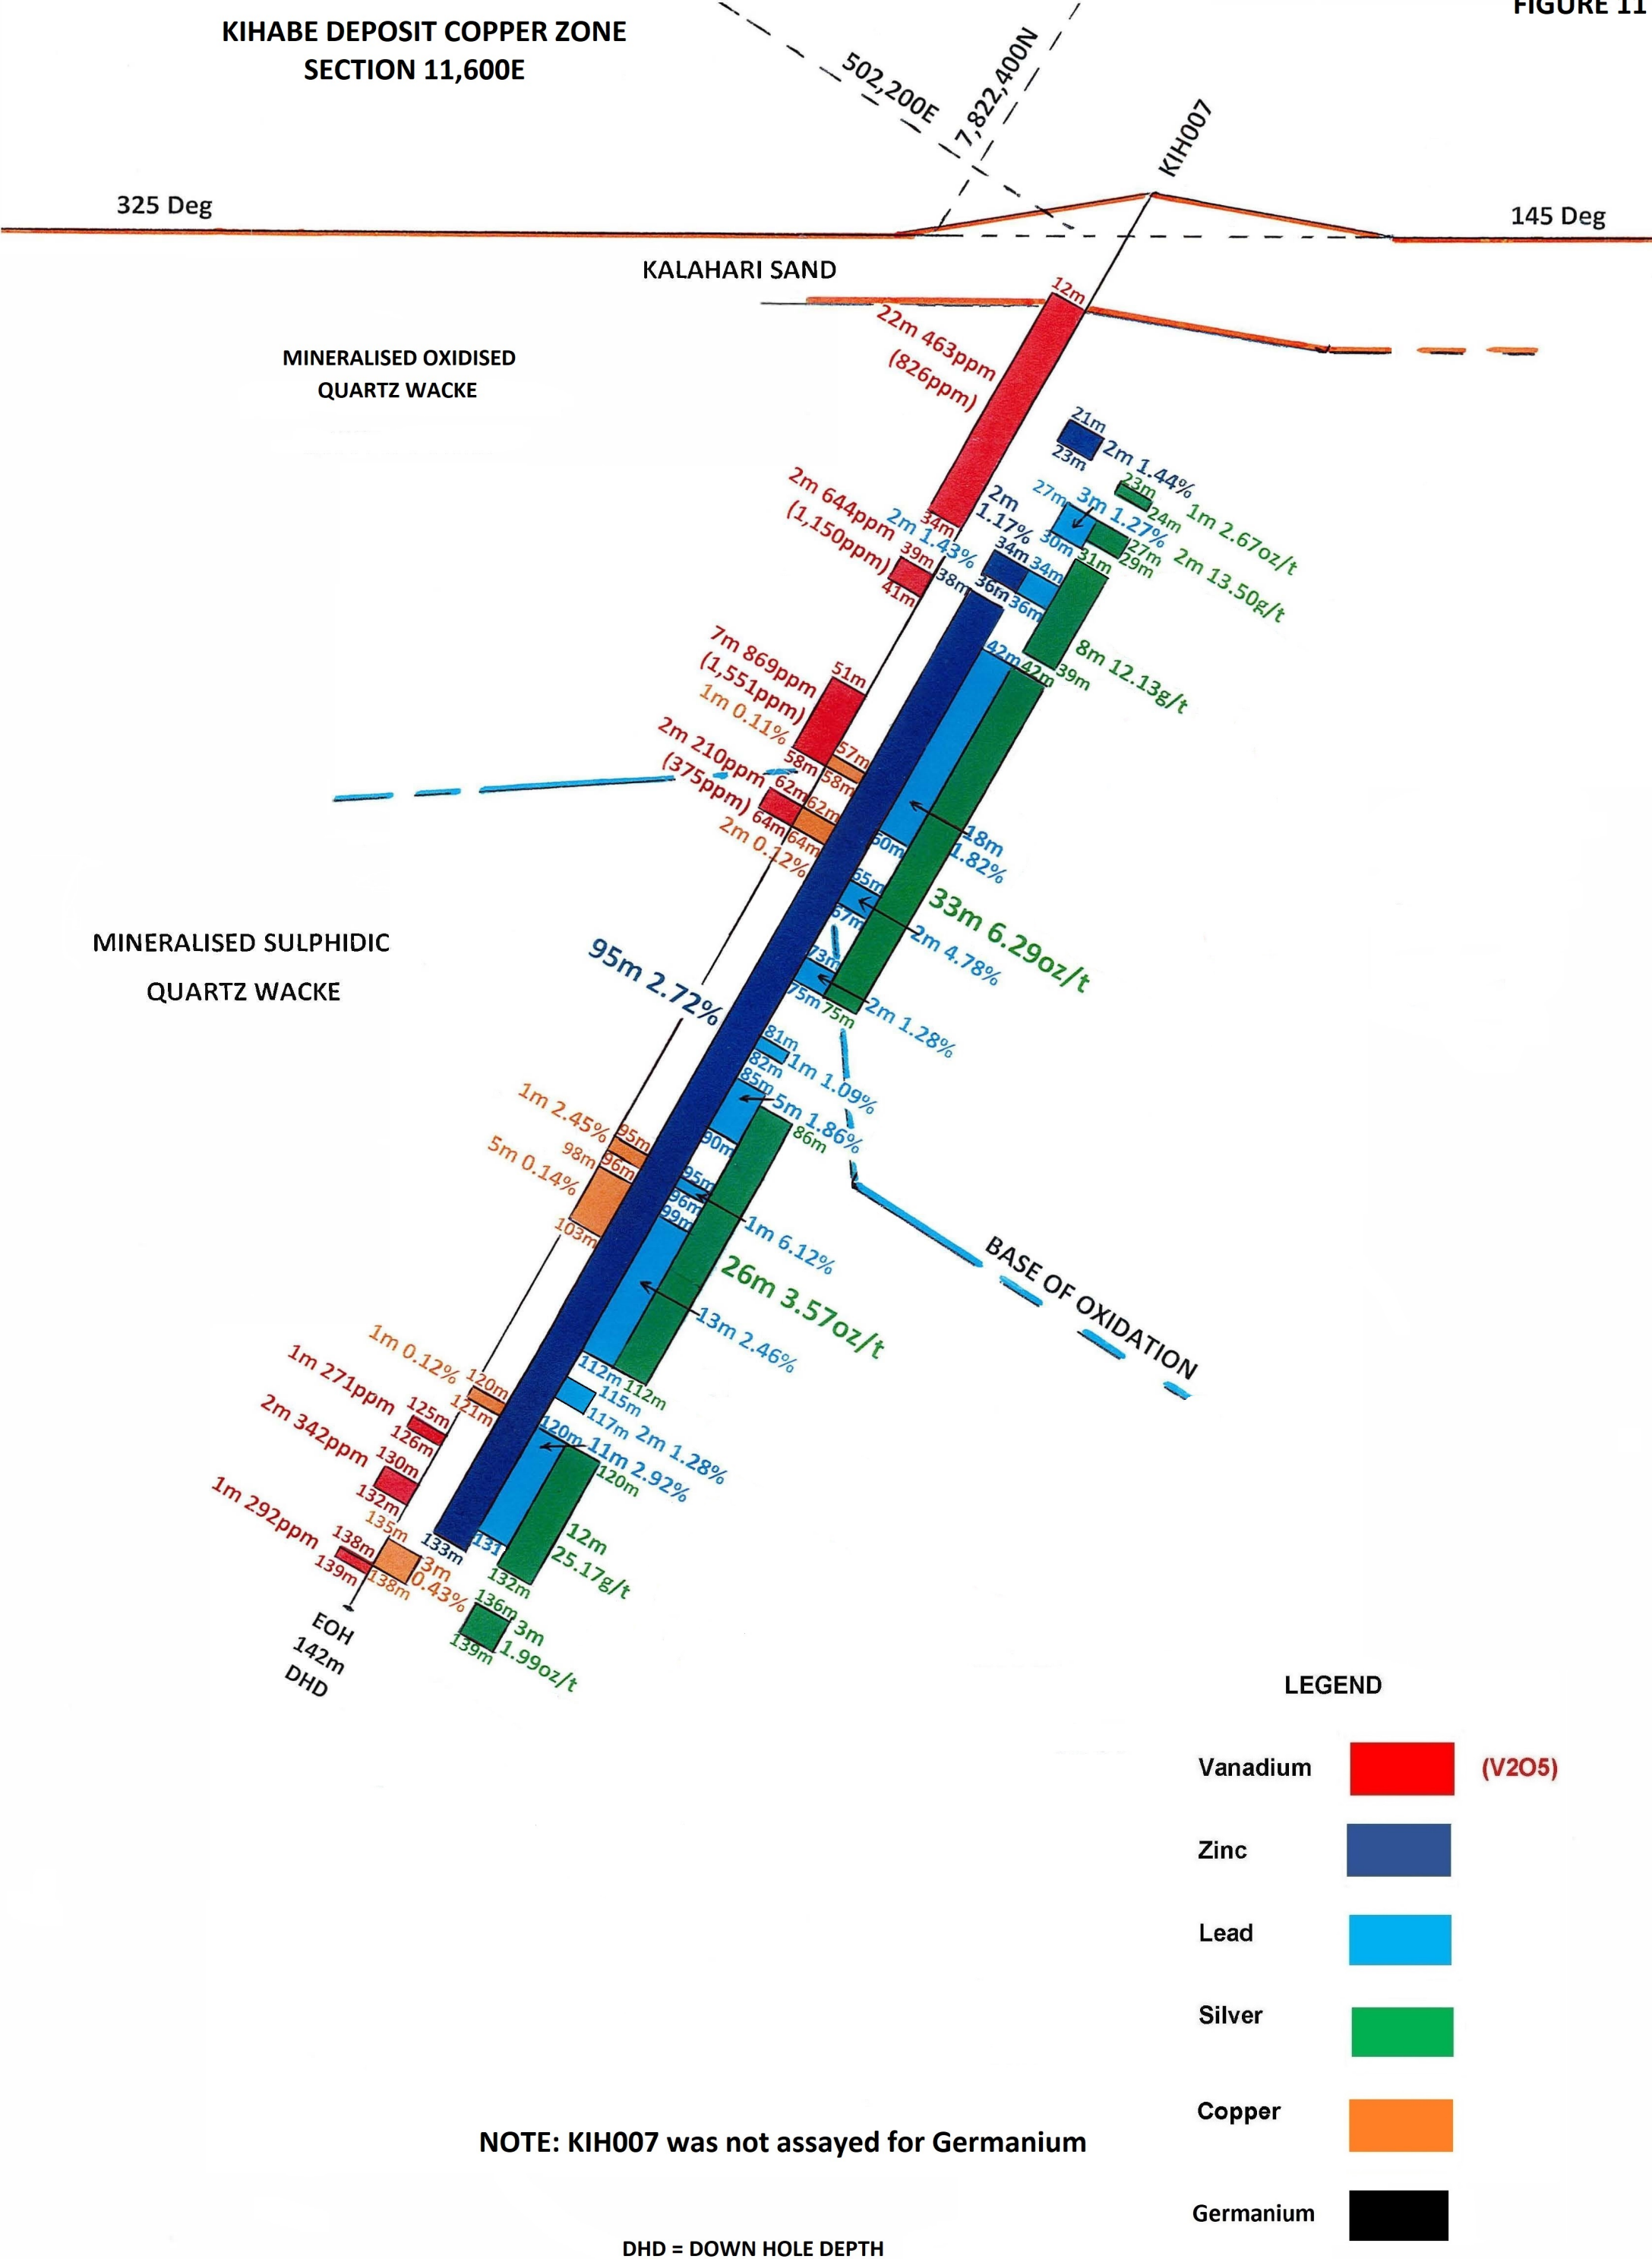 FIGURE 11
KIHABE DEPOSIT COPPER ZONE
SECTION 11,600E
502,200E
7,822,400N
KIH007
325 Deg
145 Deg
KALAHARI SAND
12m
22m 463ppm
(826ppm)
MINERALISED OXIDISED
QUARTZ WACKE
21m
23m
2m 1.44%
23m
24m
1m 2.67oz/t
27m
3m 1.27%
30m
27m
29m
2m 13.50g/t
34m
2m
1.17%
34m
36m
34m
36m
2m 1.43%
31m
39m
8m 12.13g/t
2m 644ppm
(1,150ppm)
39m
41m
38m
42m
42m
7m 869ppm
(1,551ppm)
51m
58m
1m 0.11%
57m
58m
2m 210ppm
(375ppm)
62m
64m
62m
64m
2m 0.12%
60m
18m
1.82%
65m
67m
2m 4.78%
33m 6.29oz/t
73m
75m
75m
2m 1.28%
MINERALISED SULPHIDIC
QUARTZ WACKE
95m 2.72%
81m
82m
1m 1.09%
85m
90m
5m 1.86%
86m
1m 2.45%
95m
96m
5m 0.14%
98m
103m
95m
96m
99m
1m 6.12%
26m 3.57oz/t
13m 2.46%
BASE OF OXIDATION
112m
112m
115m
117m
2m 1.28%
1m 0.12%
120m
121m
120m
11m 2.92%
120m
1m 271ppm
125m
126m
2m 342ppm
130m
132m
12m
25.17g/t
1m 292ppm
138m
139m
135m
138m
3m
0.43%
133m
131
132m
136m
139m
3m
1.99oz/t
EOH
142m
DHD
LEGEND
Vanadium
(V2O5)
Zinc
Lead
Silver
Copper
Germanium
NOTE: KIH007 was not assayed for Germanium
DHD = DOWN HOLE DEPTH